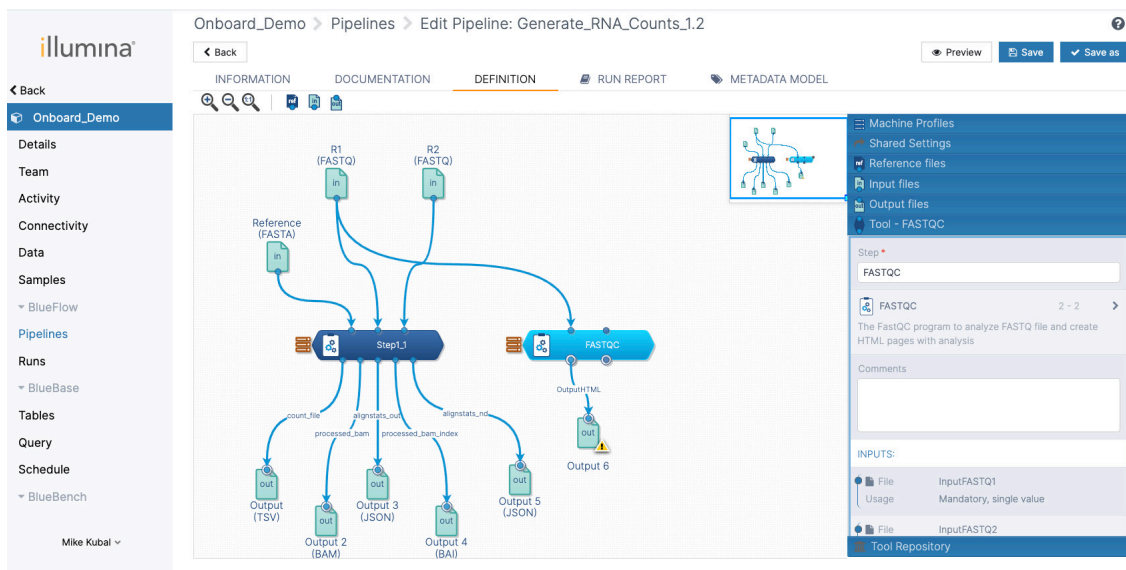 Onboard_Demo > Pipelines > Edit Pipeline: Generate_RNA_Counts_1.2
illumina®
Back
Preview
Save
Save as
INFORMATION
DOCUMENTATION
DEFINITION
RUN REPORT
METADATA MODEL
Back
Onboard_Demo
Details
Team
Activity
Connectivity
Data
Samples
BlueFlow
Pipelines
Runs
BlueBase
Tables
Query
Schedule
BlueBench
Mike Kubal
1:1
ref
in
out
R1
(FASTQ)
in
R2
(FASTQ)
in
Reference
(FASTA)
in
Step1_1
FASTQC
count_file
processed_bam
alignstats_out
processed_bam_index
alignstats_nd
OutputHTML
out
Output 6
out
Output
(TSV)
out
Output 2
(BAM)
out
Output 3
(JSON)
out
Output 4
(BAI)
out
Output 5
(JSON)
Machine Profiles
Shared Settings
ref Reference files
Input files
Output files
Tool - FASTQC
Step *
FASTQC
FASTQC 2 - 2
The FastQC program to analyze FASTQ file and create
HTML pages with analysis
Comments
INPUTS:
File InputFASTQ1
Usage Mandatory, single value
File InputFASTQ2
Tool Repository